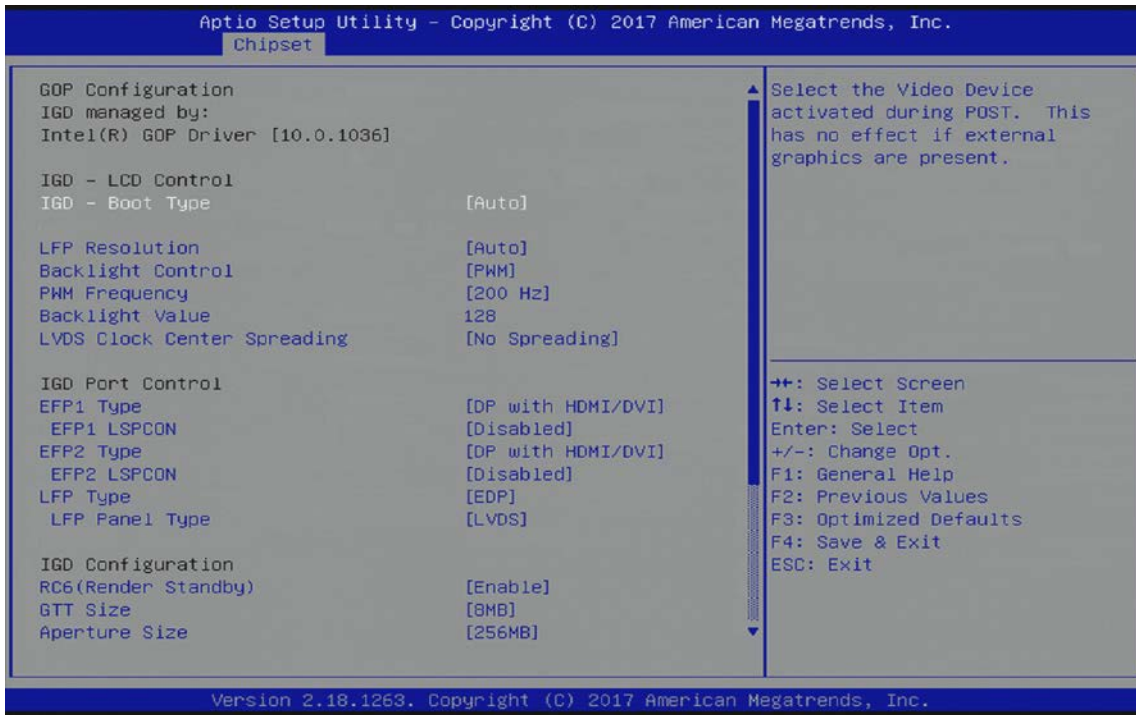 Aptio Setup Utility – Copyright (C) 2017 American Megatrends, Inc.
Chipset
GOP Configuration
IGD managed by:
Intel(R) GOP Driver [10.0.1036]
IGD – LCD Control
IGD – Boot Type [Auto]
LFP Resolution [Auto]
Backlight Control [PWM]
PWM Frequency [200 Hz]
Backlight Value 128
LVDS Clock Center Spreading [No Spreading]
IGD Port Control
EFP1 Type [DP with HDMI/DVI]
EFP1 LSPCON [Disabled]
EFP2 Type [DP with HDMI/DVI]
EFP2 LSPCON [Disabled]
LFP Type [EDP]
LFP Panel Type [LVDS]
IGD Configuration
RC6(Render Standby) [Enable]
GTT Size [8MB]
Aperture Size [256MB]
Select the Video Device
activated during POST. This
has no effect if external
graphics are present.
→←: Select Screen
↑↓: Select Item
Enter: Select
+/-: Change Opt.
F1: General Help
F2: Previous Values
F3: Optimized Defaults
F4: Save & Exit
ESC: Exit
Version 2.18.1263. Copyright (C) 2017 American Megatrends, Inc.